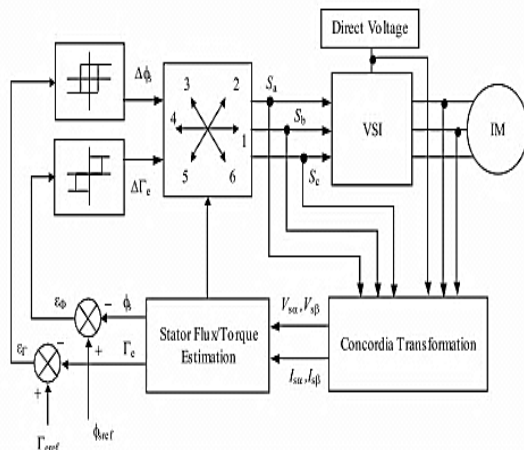 Direct Voltage
Δϕs
3 2
4 1
5 6
Sa
Sb
Sc
VSI
IM
ΔΓe
εΦ
−
+
ϕs
Stator Flux/Torque
Estimation
Vsα,Vsβ
Isα,Isβ
Concordia Transformation
εΓ
−
+
Γe
Γeref
ϕsref